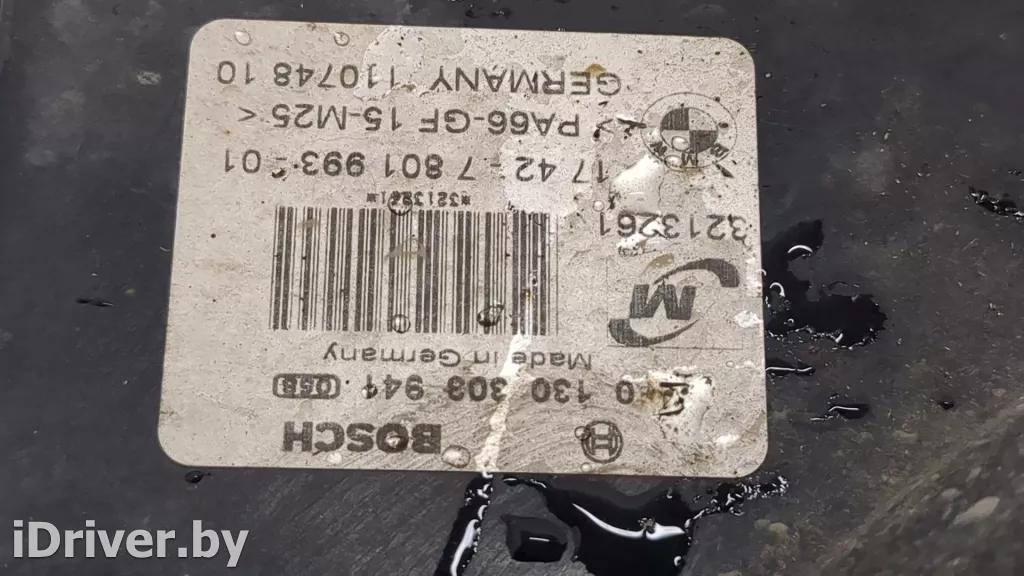 BOSCH
0 130 303 941
Made in Germany
M
*3213261*
3213261
17 42 - 7 801 993 - 01
> PA66-GF 15-M25 <
BMW
GERMANY 110748 10
iDriver.by